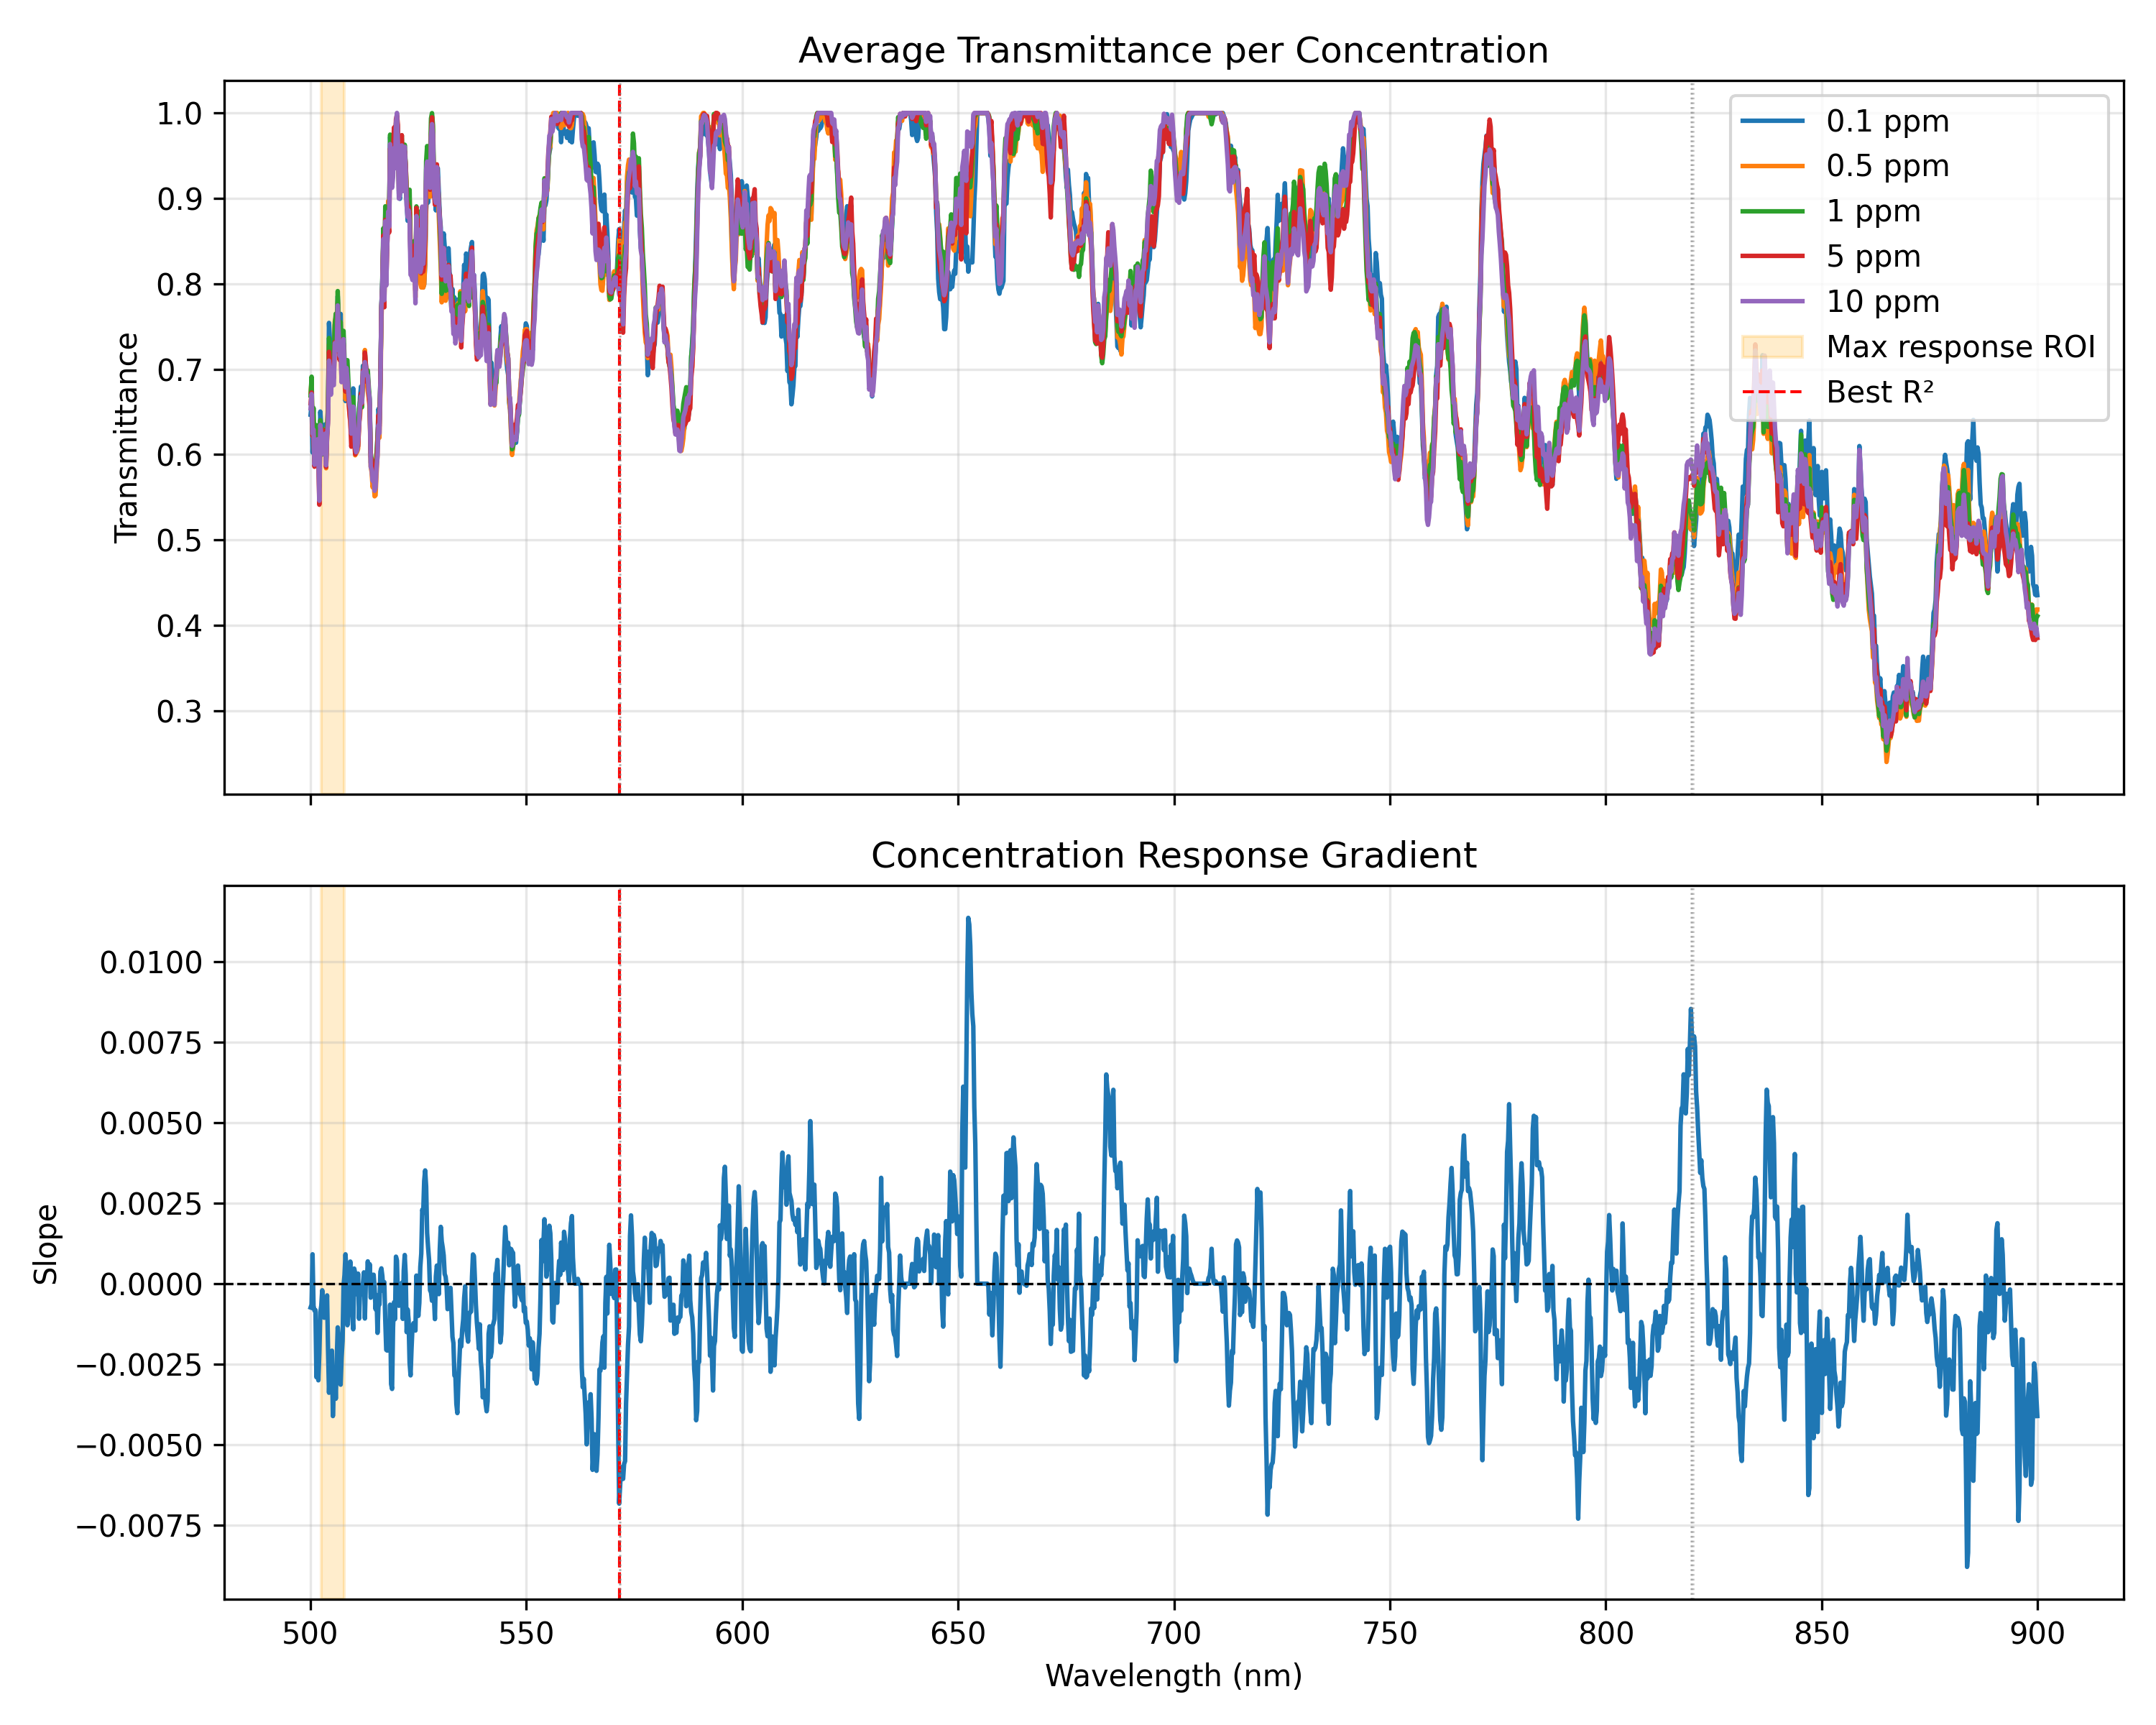 Average Transmittance per Concentration
Transmittance
1.0
0.9
0.8
0.7
0.6
0.5
0.4
0.3
0.1 ppm
0.5 ppm
1 ppm
5 ppm
10 ppm
Max response ROI
Best R²
Concentration Response Gradient
Slope
0.0100
0.0075
0.0050
0.0025
0.0000
−0.0025
−0.0050
−0.0075
500 550 600 650 700 750 800 850 900
Wavelength (nm)